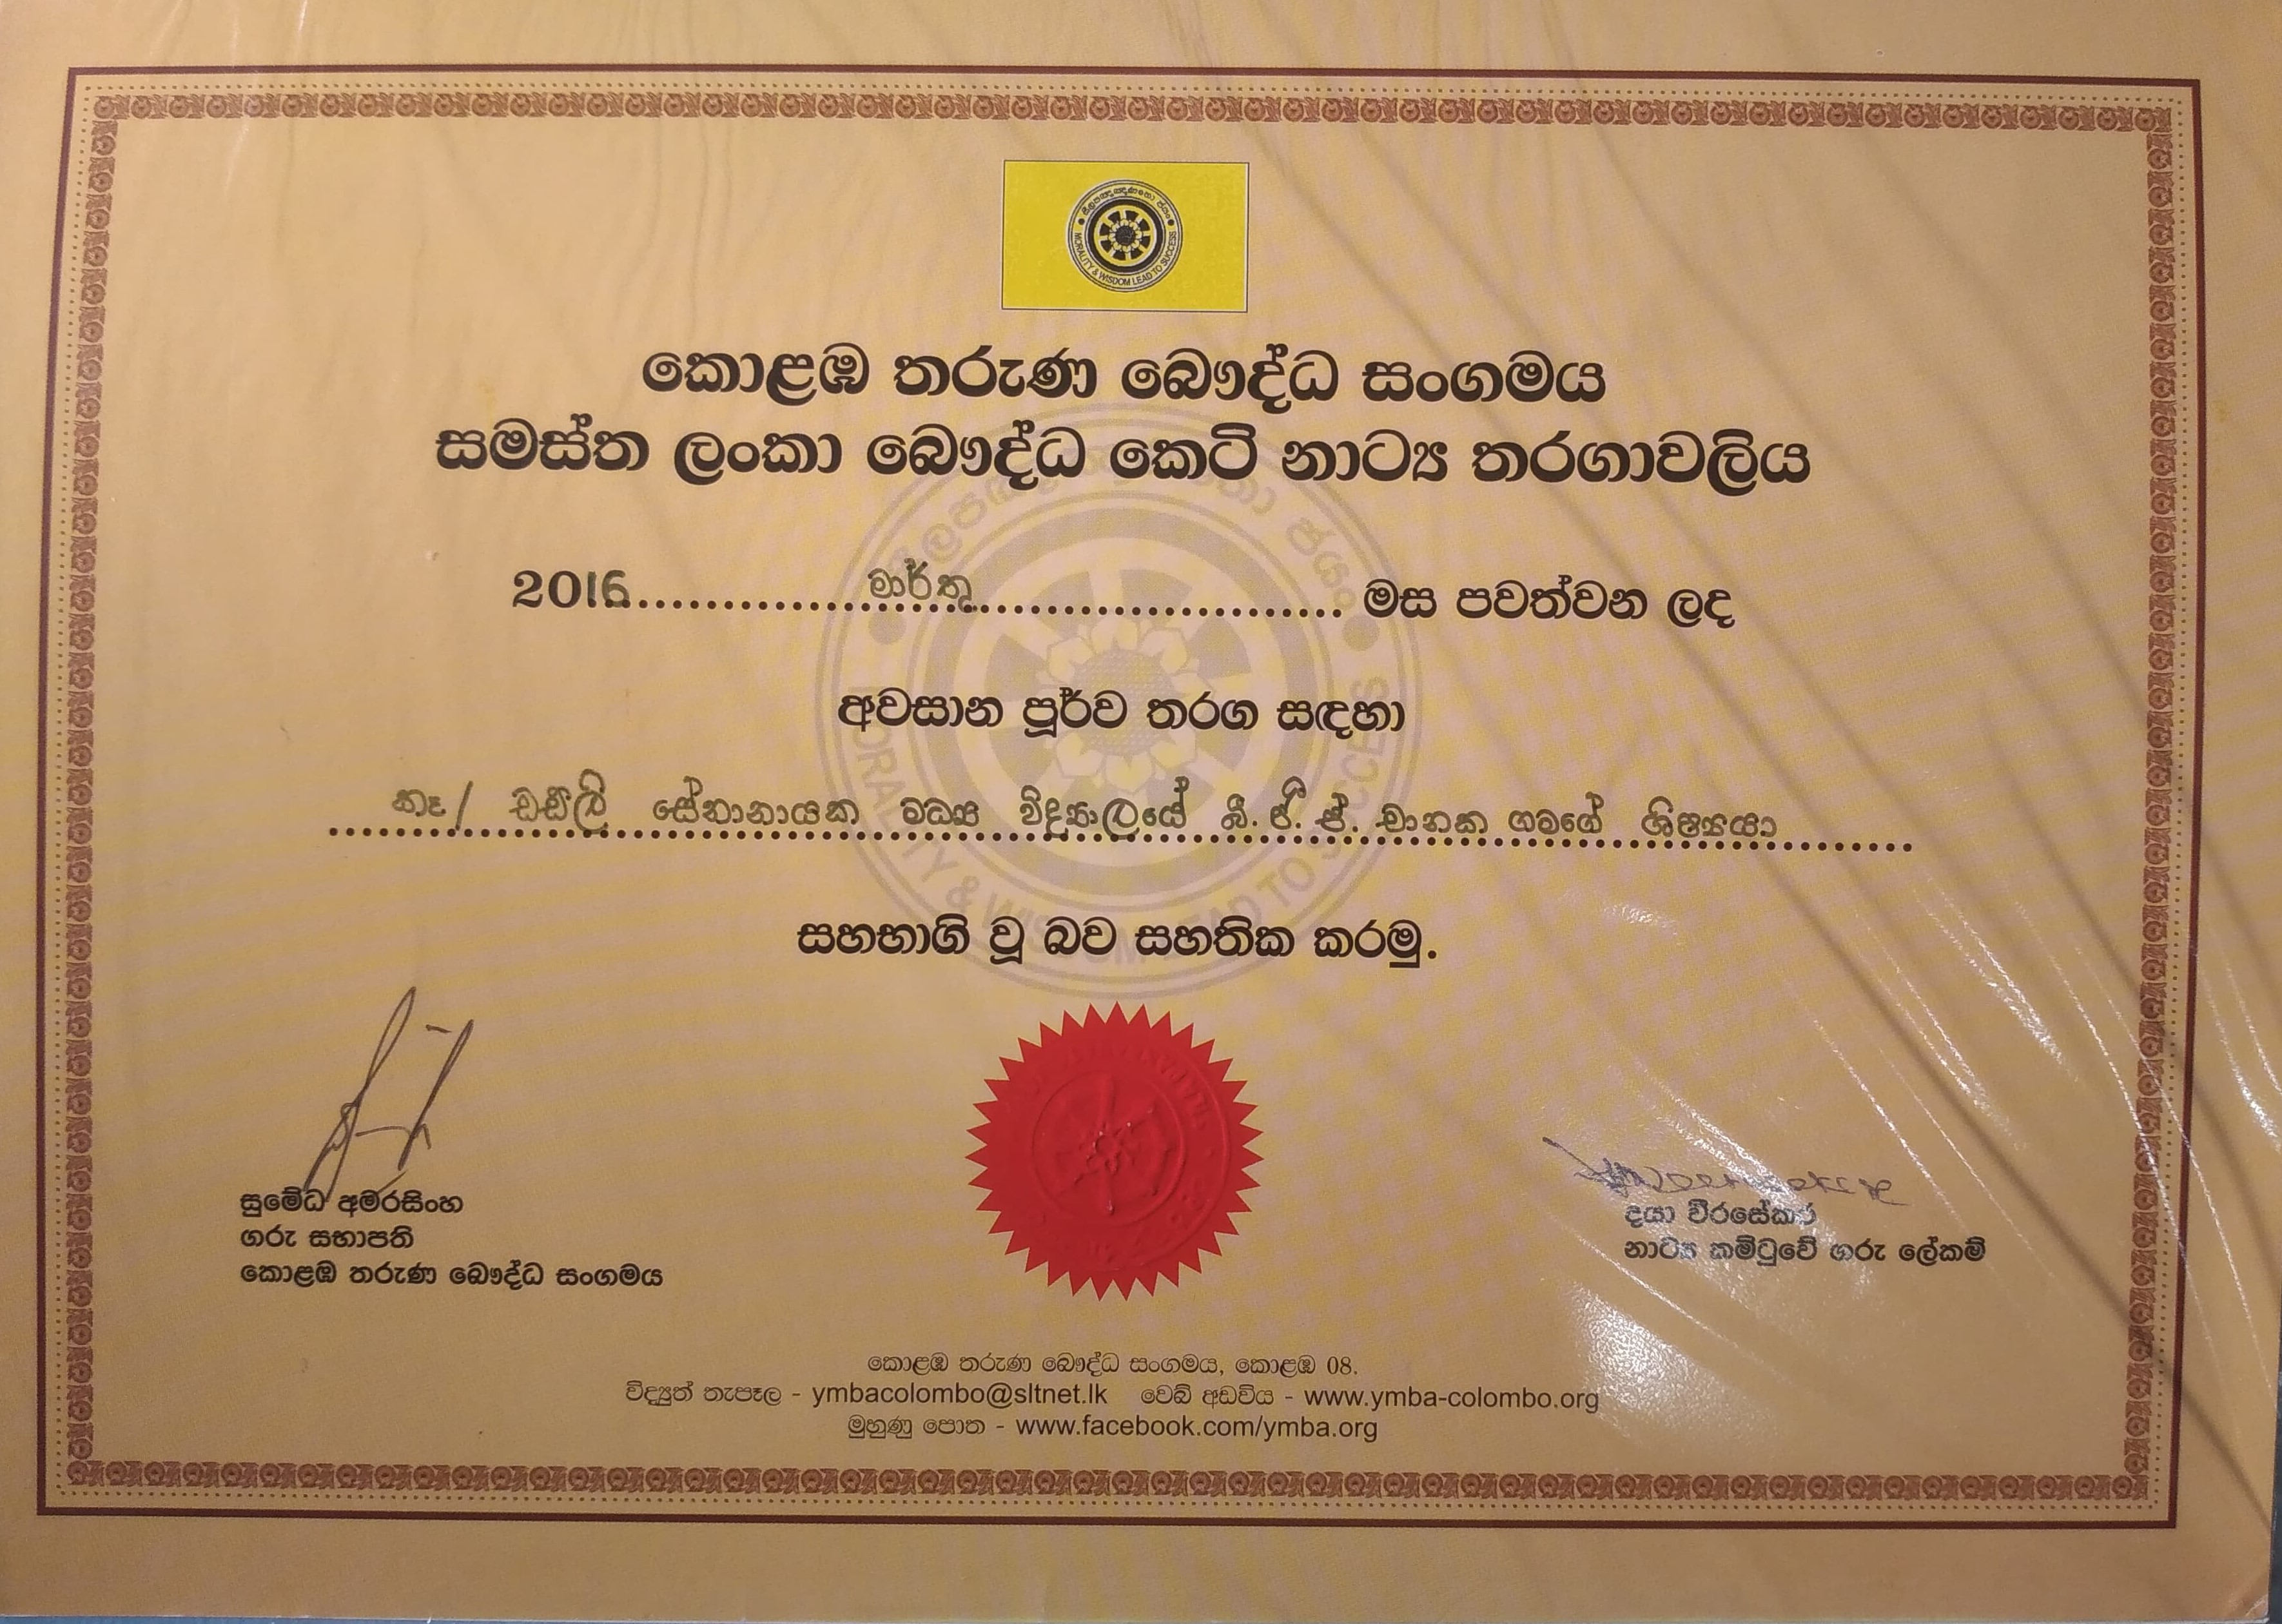 සීලපඤ්ඤාණතො ජයං
MORALITY & WISDOM LEAD TO SUCCESS
කොළඹ තරුණ බෞද්ධ සංගමය
සමස්ත ලංකා බෞද්ධ කෙටි නාට්‍ය තරගාවලිය
2016 මාර්තු මස පවත්වන ලද
අවසාන පූර්ව තරග සඳහා
කෑ/ ඩඩ්ලි සේනානායක මධ්‍ය විද්‍යාලයේ බී. ජී. ඒ. චානක ගමගේ ශිෂ්‍යයා
සහභාගි වූ බව සහතික කරමු.
සුමේධ අමරසිංහ
ගරු සභාපති
කොළඹ තරුණ බෞද්ධ සංගමය
දයා වීරසේකර
නාට්‍ය කමිටුවේ ගරු ලේකම්
කොළඹ තරුණ බෞද්ධ සංගමය, කොළඹ 08.
විද්‍යුත් තැපෑල - ymbacolombo@sltnet.lk වෙබ් අඩවිය - www.ymba-colombo.org
මුහුණු පොත - www.facebook.com/ymba.org